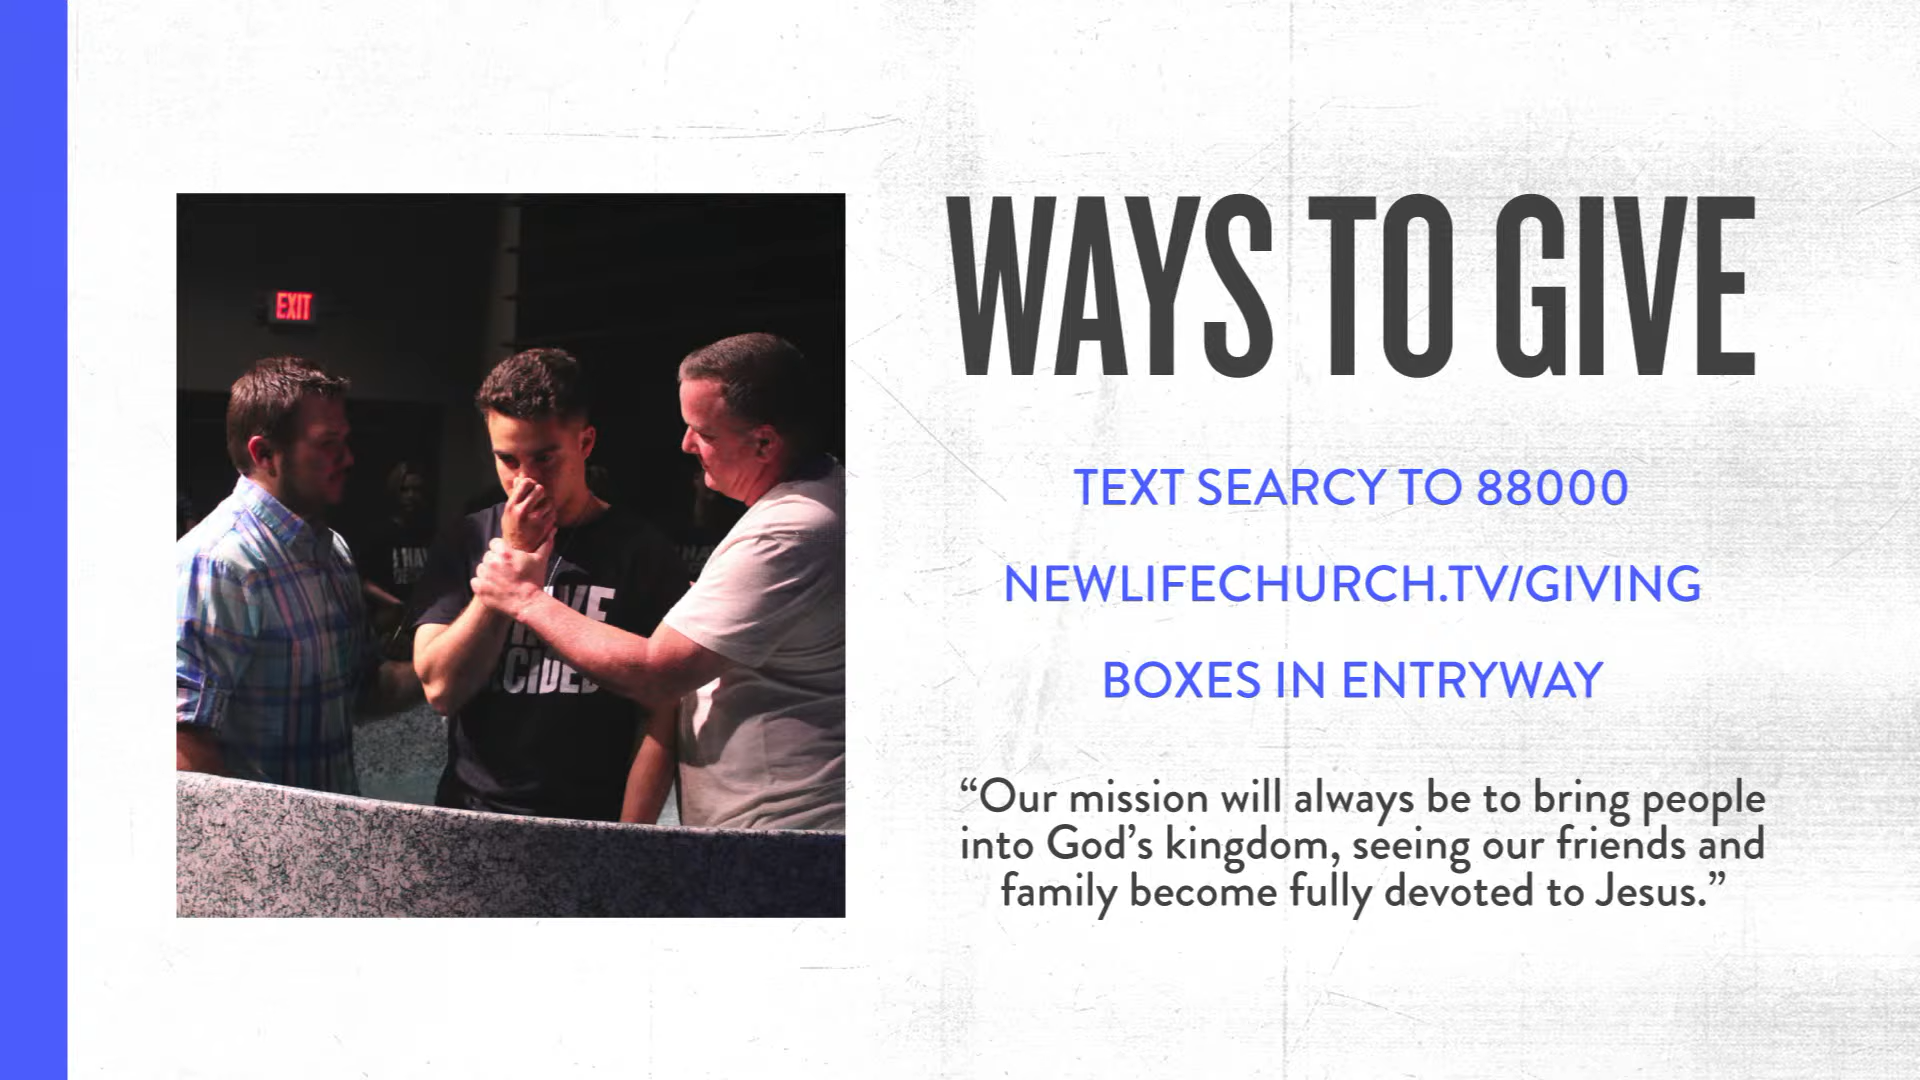 WAYS TO GIVE
TEXT SEARCY TO 88000
NEWLIFECHURCH.TV/GIVING
BOXES IN ENTRYWAY
“Our mission will always be to bring people
into God’s kingdom, seeing our friends and
family become fully devoted to Jesus.”
EXIT